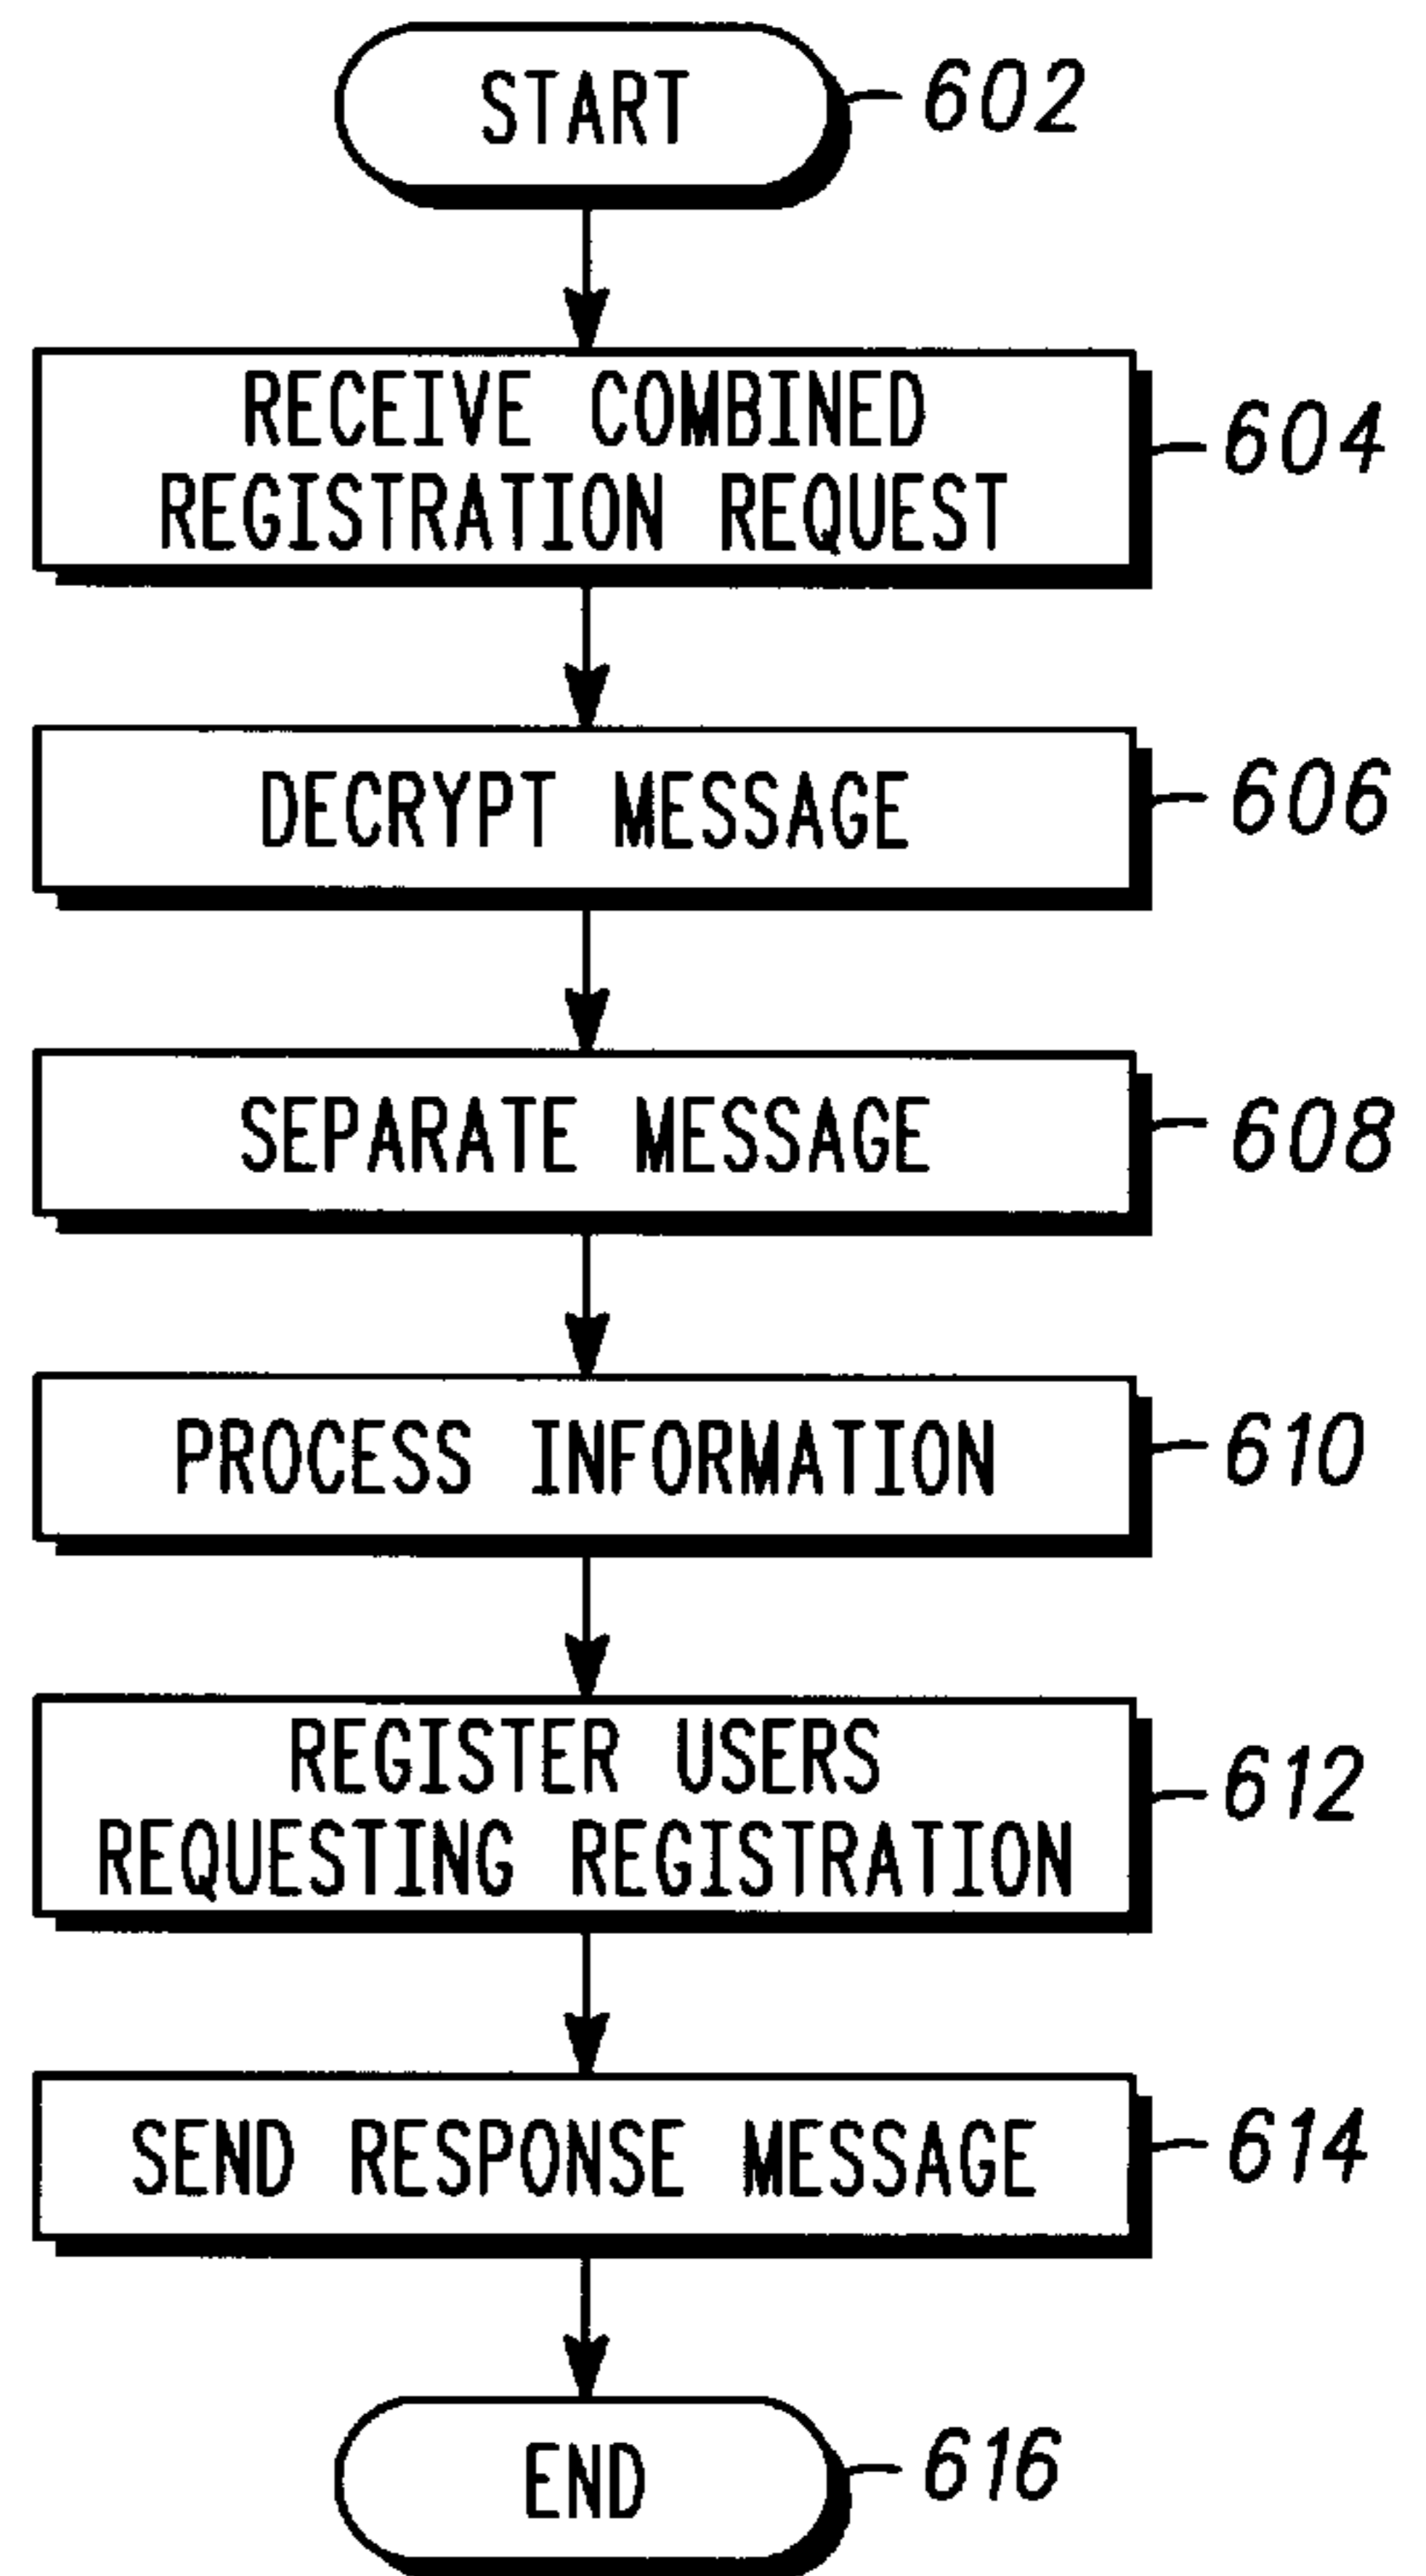 START 602
RECEIVE COMBINED
REGISTRATION REQUEST 604
DECRYPT MESSAGE 606
SEPARATE MESSAGE 608
PROCESS INFORMATION 610
REGISTER USERS
REQUESTING REGISTRATION 612
SEND RESPONSE MESSAGE 614
END 616